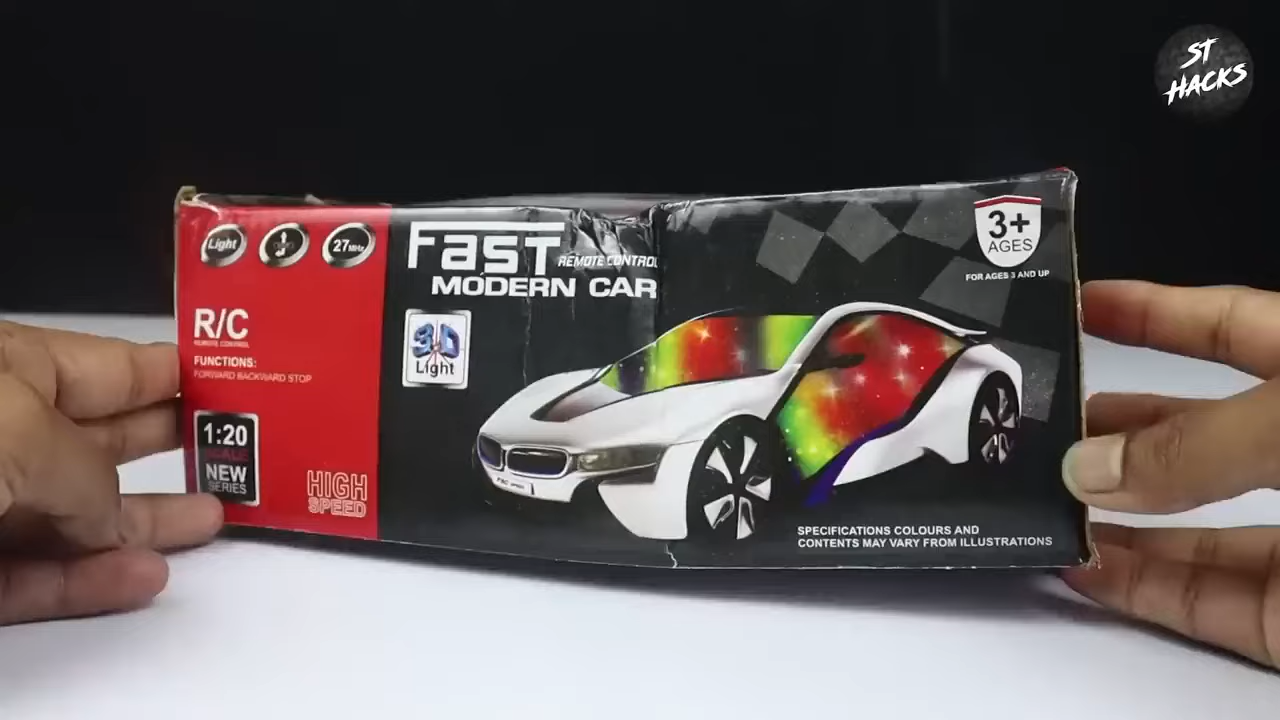 ST
HACKS
Light
27MHz
FAST
REMOTE CONTROL
MODERN CAR
3+
AGES
FOR AGES 3 AND UP
R/C
REMOTE CONTROL
FUNCTIONS:
FORWARD BACKWARD STOP
3D
Light
1:20
SCALE
NEW
SERIES
HIGH
SPEED
SPECIFICATIONS COLOURS AND
CONTENTS MAY VARY FROM ILLUSTRATIONS